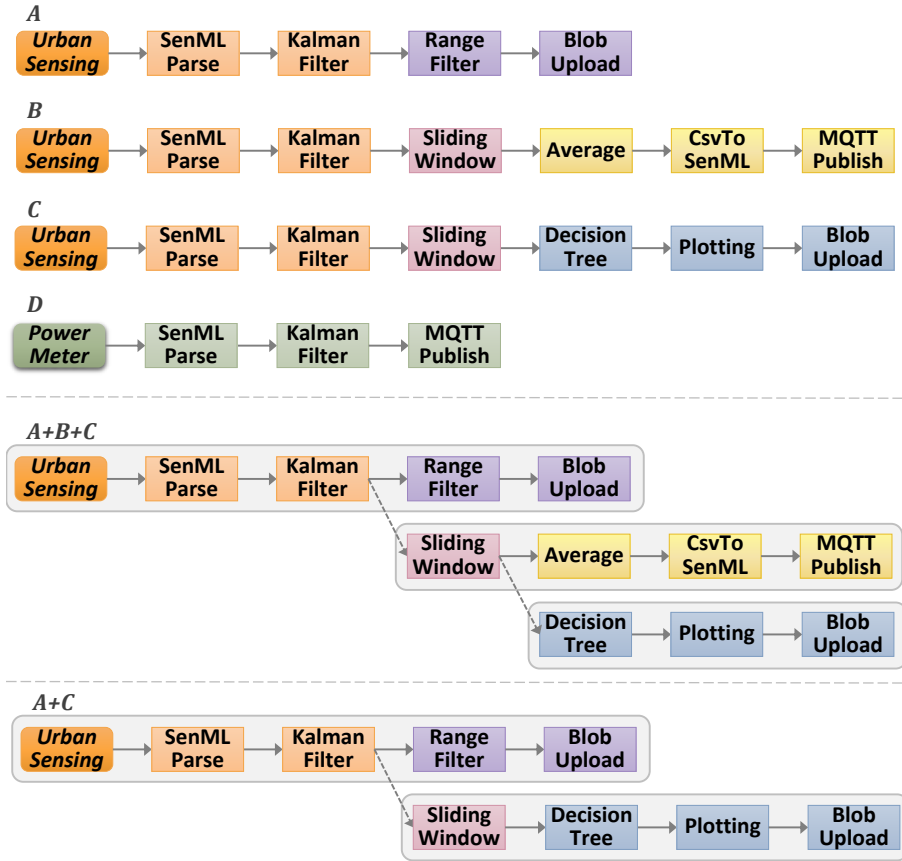 A
Urban Sensing SenML Parse Kalman Filter Range Filter Blob Upload
B
Urban Sensing SenML Parse Kalman Filter Sliding Window Average CsvTo SenML MQTT Publish
C
Urban Sensing SenML Parse Kalman Filter Sliding Window Decision Tree Plotting Blob Upload
D
Power Meter SenML Parse Kalman Filter MQTT Publish
A+B+C
Urban Sensing SenML Parse Kalman Filter Range Filter Blob Upload
Sliding Window Average CsvTo SenML MQTT Publish
Decision Tree Plotting Blob Upload
A+C
Urban Sensing SenML Parse Kalman Filter Range Filter Blob Upload
Sliding Window Decision Tree Plotting Blob Upload